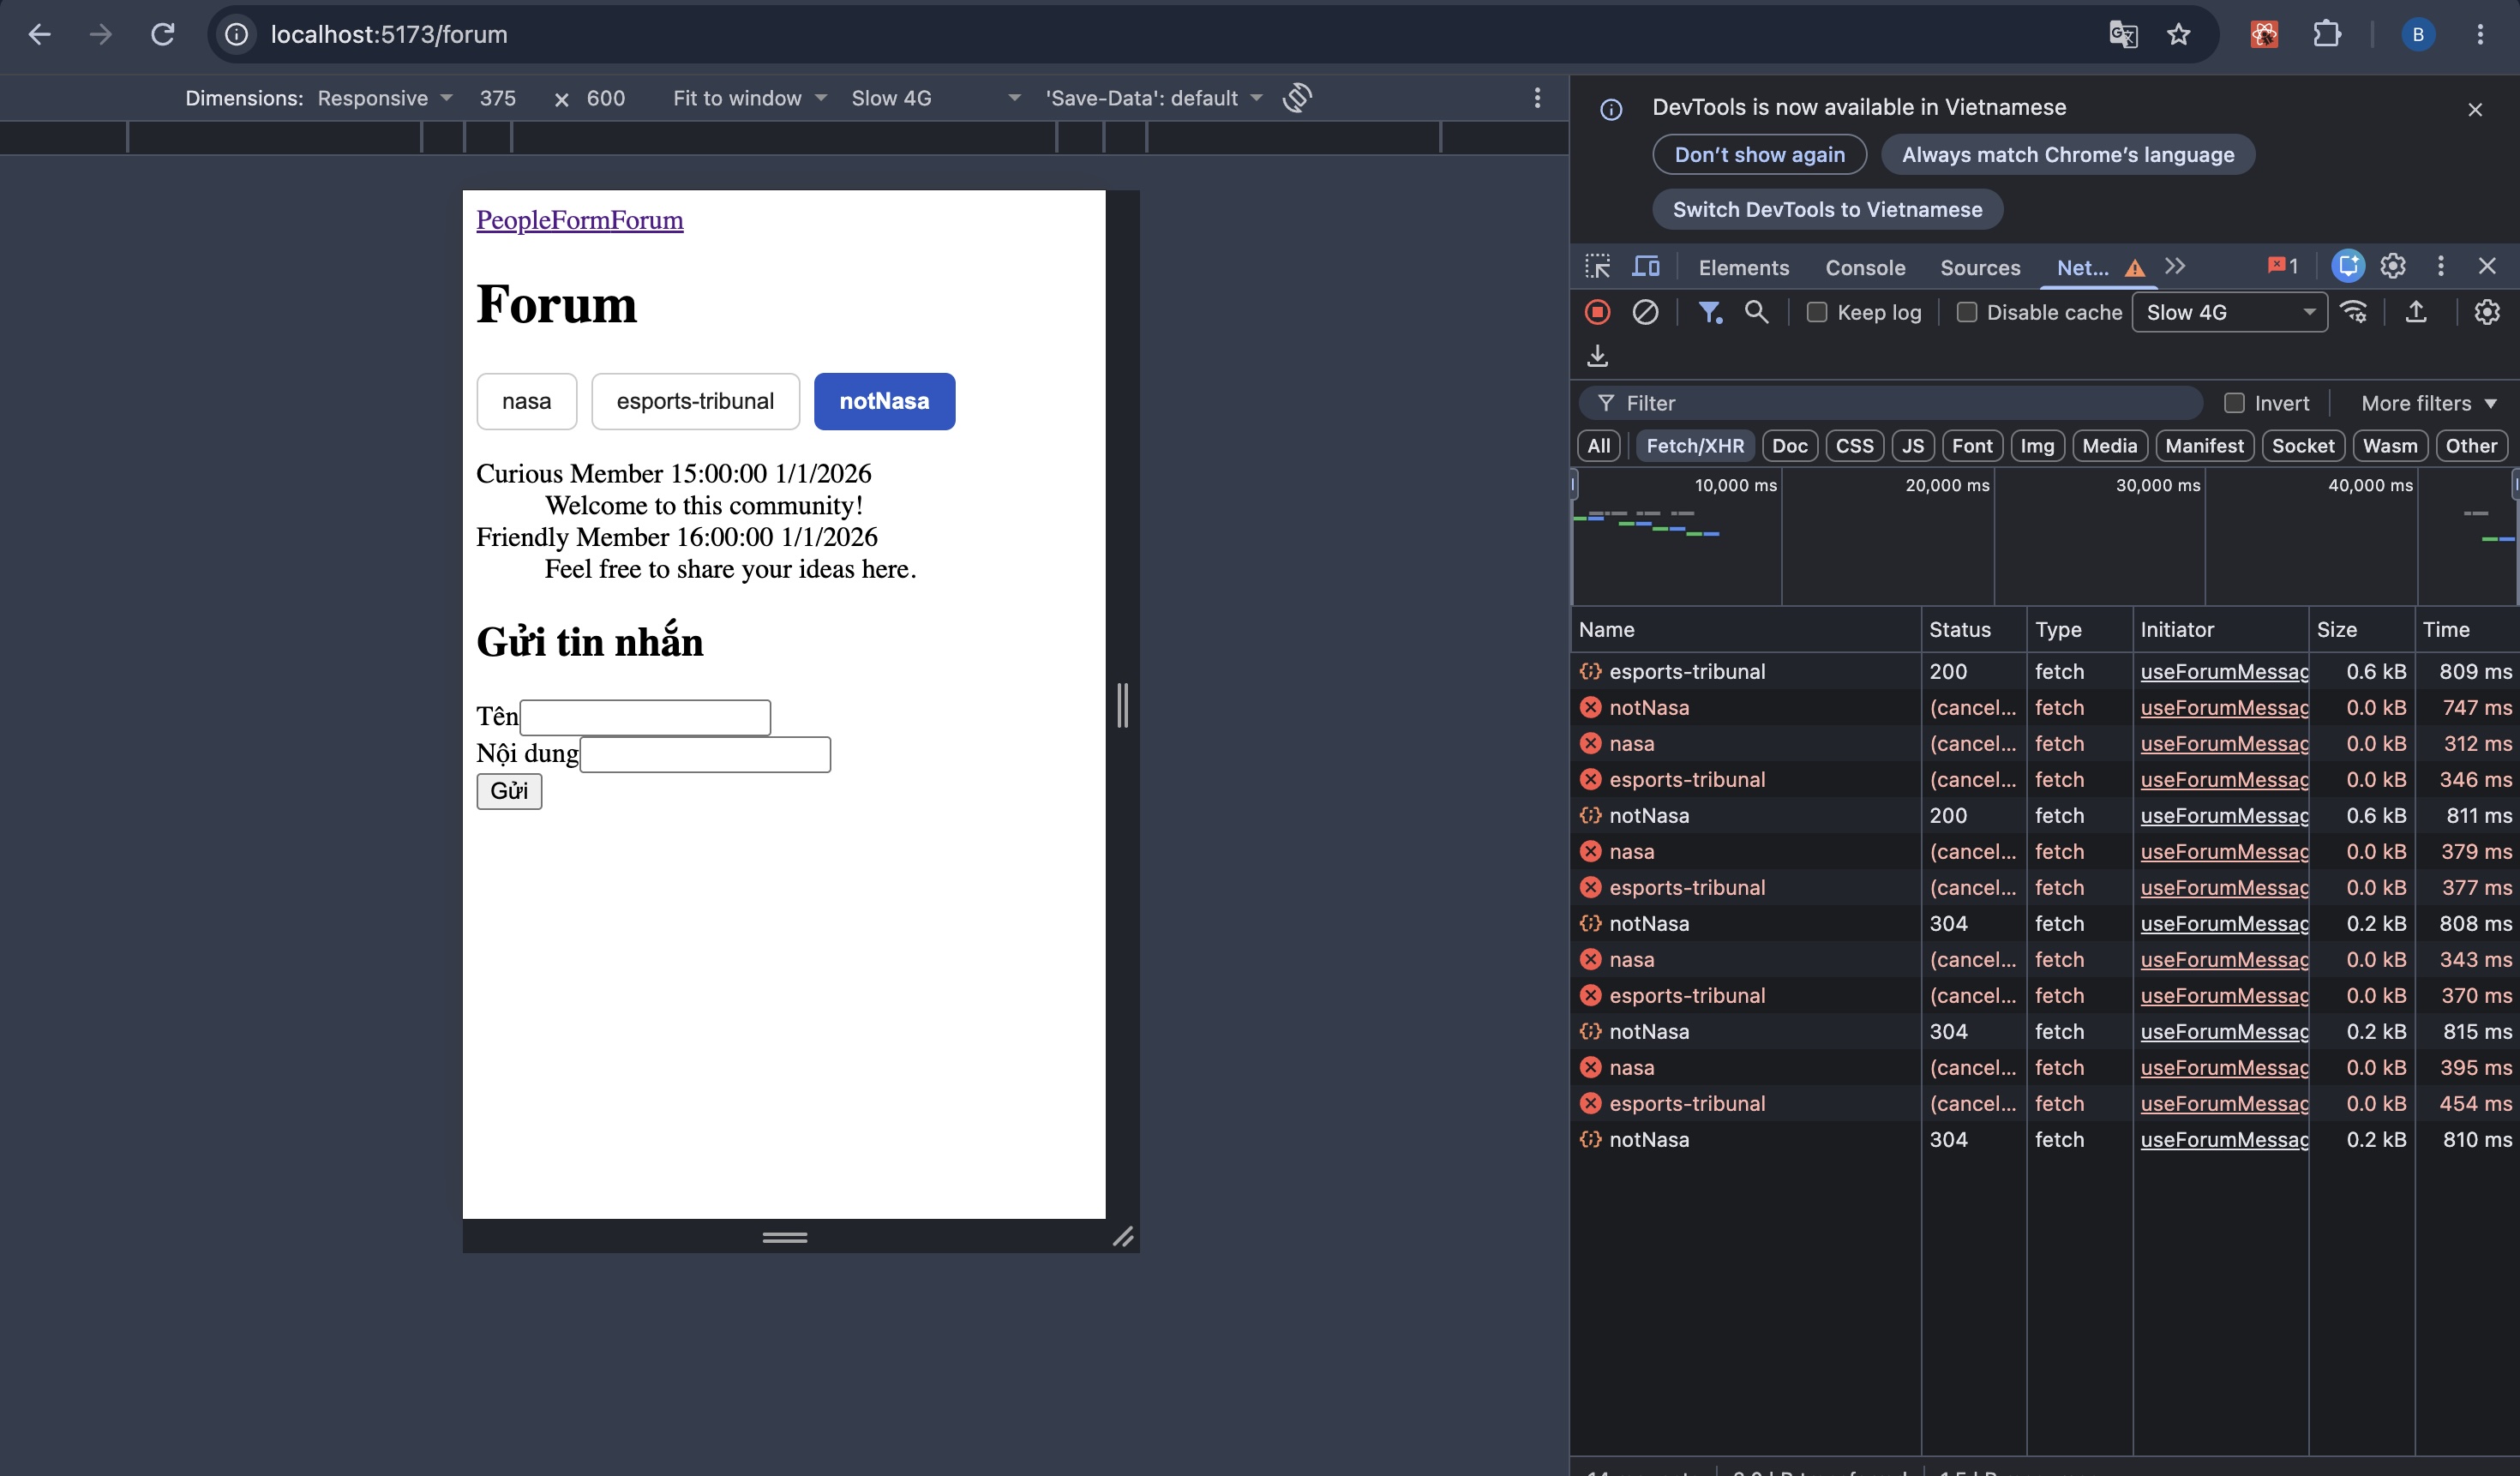 localhost:5173/forum
B
Dimensions: Responsive 375 × 600 Fit to window Slow 4G 'Save-Data': default
PeopleFormForum
Forum
nasa esports-tribunal notNasa
Curious Member 15:00:00 1/1/2026
Welcome to this community!
Friendly Member 16:00:00 1/1/2026
Feel free to share your ideas here.
Gửi tin nhắn
Tên
Nội dung
Gửi
DevTools is now available in Vietnamese
Don't show again Always match Chrome's language
Switch DevTools to Vietnamese
Elements Console Sources Net... 1
Keep log Disable cache Slow 4G
Filter Invert More filters
All Fetch/XHR Doc CSS JS Font Img Media Manifest Socket Wasm Other
10,000 ms 20,000 ms 30,000 ms 40,000 ms
Name Status Type Initiator Size Time
esports-tribunal 200 fetch useForumMessag 0.6 kB 809 ms
notNasa (cancel... fetch useForumMessag 0.0 kB 747 ms
nasa (cancel... fetch useForumMessag 0.0 kB 312 ms
esports-tribunal (cancel... fetch useForumMessag 0.0 kB 346 ms
notNasa 200 fetch useForumMessag 0.6 kB 811 ms
nasa (cancel... fetch useForumMessag 0.0 kB 379 ms
esports-tribunal (cancel... fetch useForumMessag 0.0 kB 377 ms
notNasa 304 fetch useForumMessag 0.2 kB 808 ms
nasa (cancel... fetch useForumMessag 0.0 kB 343 ms
esports-tribunal (cancel... fetch useForumMessag 0.0 kB 370 ms
notNasa 304 fetch useForumMessag 0.2 kB 815 ms
nasa (cancel... fetch useForumMessag 0.0 kB 395 ms
esports-tribunal (cancel... fetch useForumMessag 0.0 kB 454 ms
notNasa 304 fetch useForumMessag 0.2 kB 810 ms